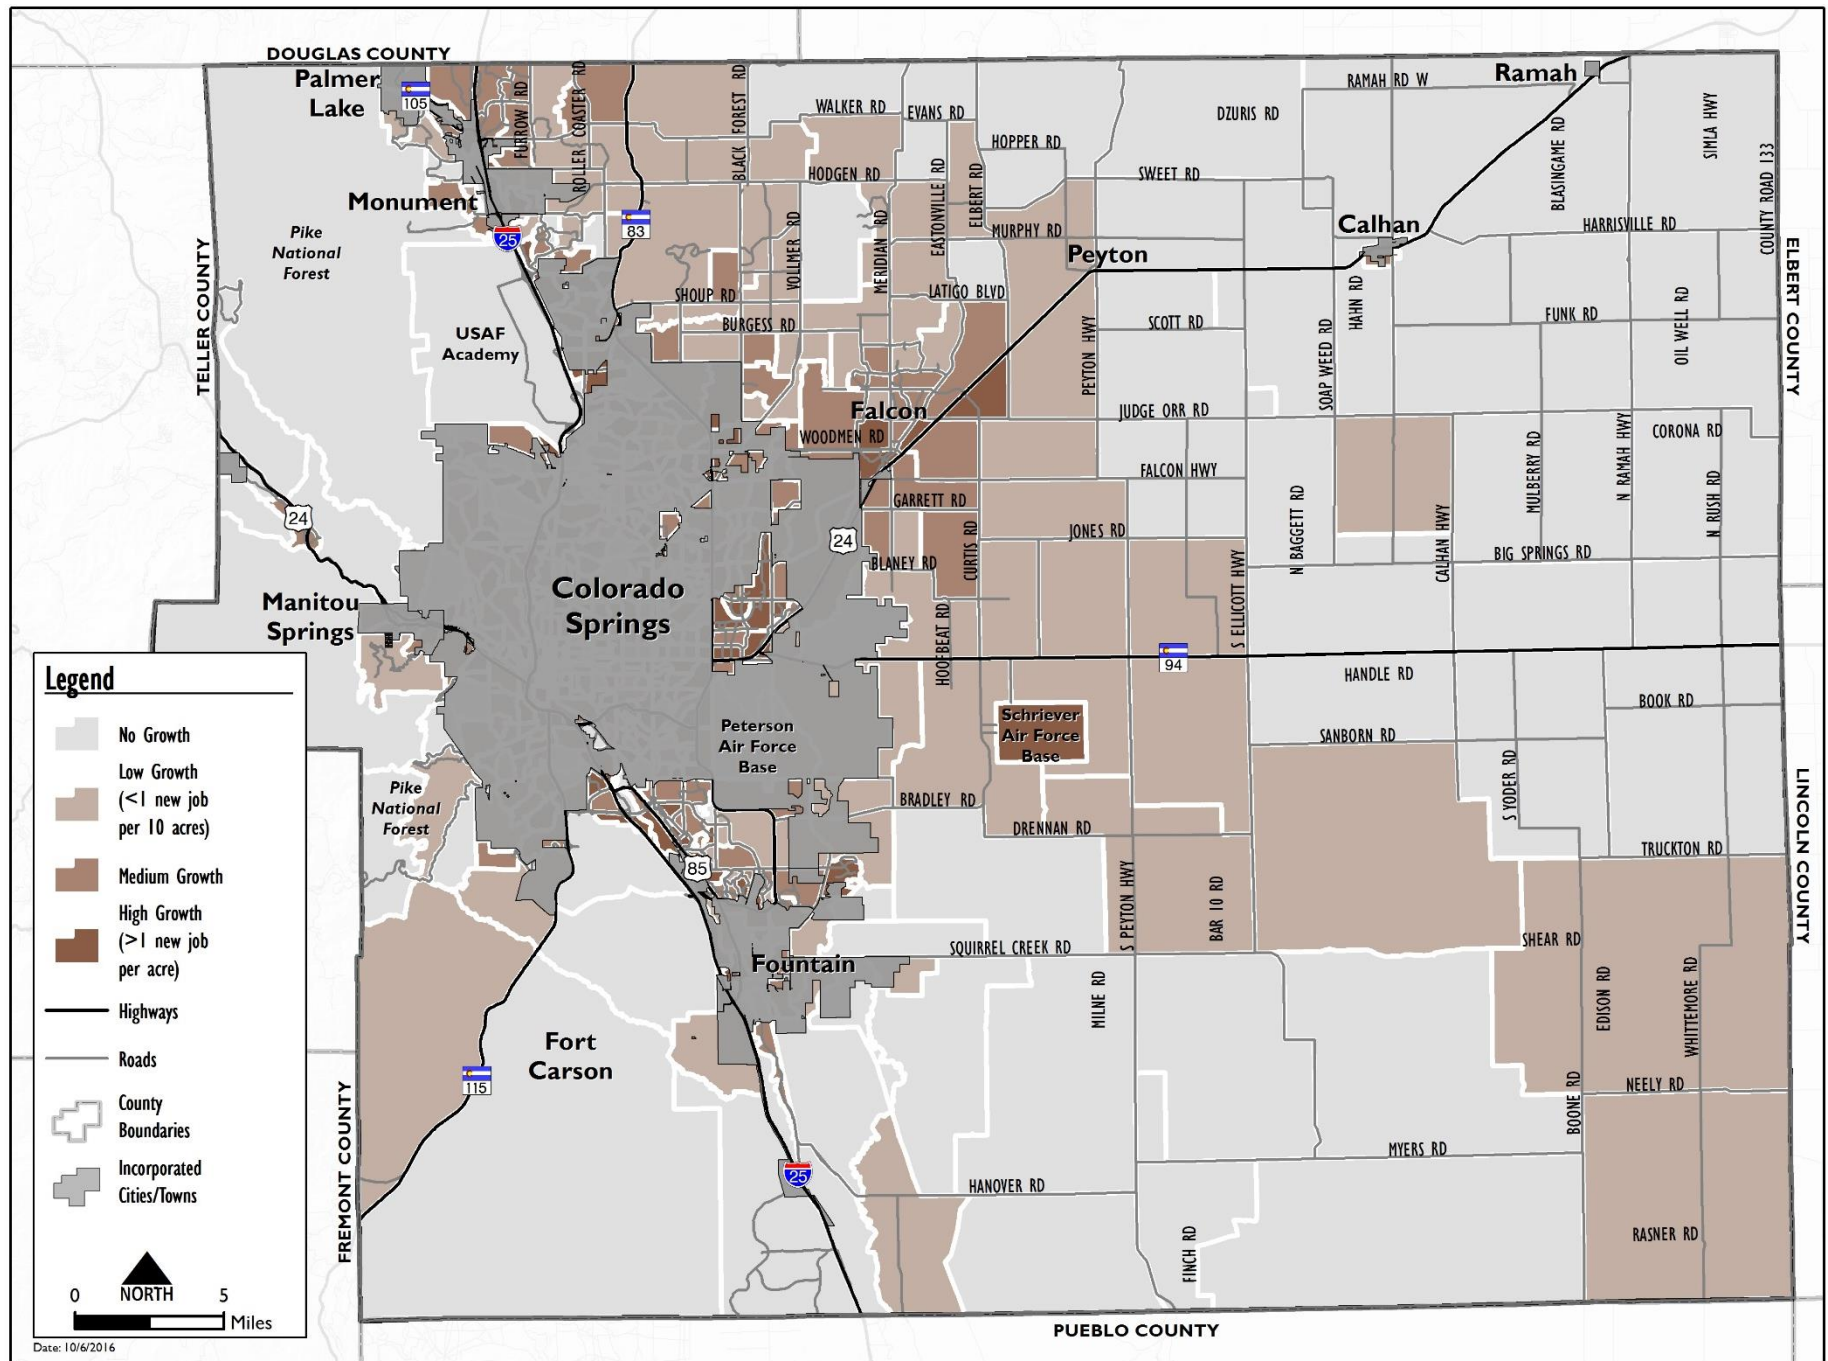 DOUGLAS COUNTY
Palmer
Lake
105
FURROW RD
ROLLER COASTER RD
BLACK FOREST RD
WALKER RD
EVANS RD
HOPPER RD
DZURIS RD
RAMAH RD W
Ramah
BLASINGAME RD
SIMLA HWY
COUNTY ROAD 133
HODGEN RD
EASTONVILLE RD
ELBERT RD
SWEET RD
Monument
25
83
VOLLMER RD
MERIDIAN RD
MURPHY RD
Peyton
Calhan
HARRISVILLE RD
ELBERT COUNTY
Pike
National
Forest
TELLER COUNTY
USAF
Academy
SHOUP RD
BURGESS RD
LATIGO BLVD
PEYTON HWY
SCOTT RD
SOAP WEED RD
HAHN RD
FUNK RD
OIL WELL RD
Falcon
WOODMEN RD
JUDGE ORR RD
FALCON HWY
CORONA RD
MULBERRY RD
N RAMAH HWY
N RUSH RD
24
GARRETT RD
24
BLANEY RD
CURTIS RD
JONES RD
S ELLICOTT HWY
N BAGGETT RD
CALHAN HWY
BIG SPRINGS RD
Colorado
Springs
Manitou
Springs
HOOFBEAT RD
94
HANDLE RD
BOOK RD
Peterson
Air Force
Base
Schriever
Air Force
Base
SANBORN RD
S YODER RD
LINCOLN COUNTY
Pike
National
Forest
BRADLEY RD
DRENNAN RD
TRUCKTON RD
85
S PEYTON HWY
BAR 10 RD
SQUIRREL CREEK RD
SHEAR RD
Fountain
MILNE RD
EDISON RD
WHITTEMORE RD
Fort
Carson
115
NEELY RD
BOONE RD
FREMONT COUNTY
MYERS RD
25
HANOVER RD
FINCH RD
RASNER RD
PUEBLO COUNTY
Legend
No Growth
Low Growth
(<1 new job
per 10 acres)
Medium Growth
High Growth
(>1 new job
per acre)
Highways
Roads
County
Boundaries
Incorporated
Cities/Towns
NORTH
0 5
Miles
Date: 10/6/2016